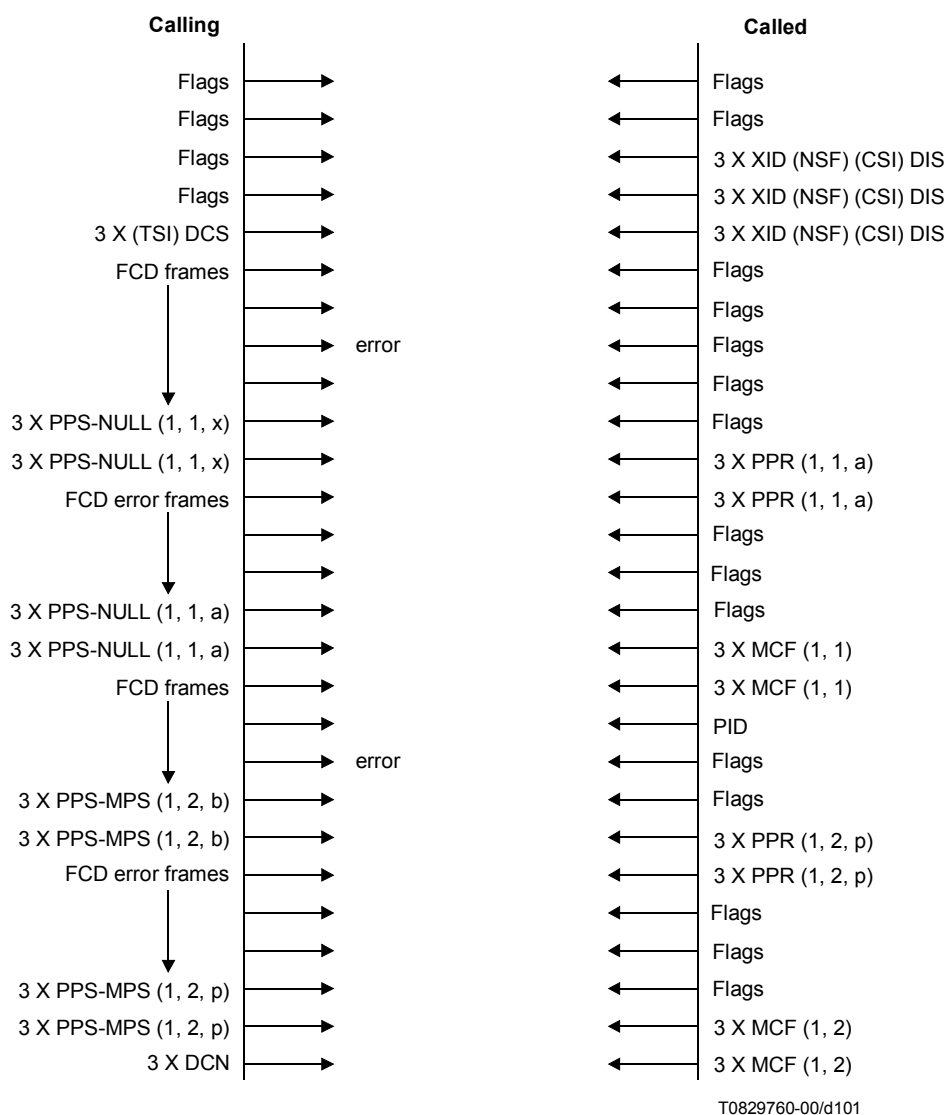 Calling Called
Flags Flags
Flags Flags
Flags 3 X XID (NSF) (CSI) DIS
Flags 3 X XID (NSF) (CSI) DIS
3 X (TSI) DCS 3 X XID (NSF) (CSI) DIS
FCD frames Flags
Flags
error Flags
Flags
3 X PPS-NULL (1, 1, x) Flags
3 X PPS-NULL (1, 1, x) 3 X PPR (1, 1, a)
FCD error frames 3 X PPR (1, 1, a)
Flags
Flags
3 X PPS-NULL (1, 1, a) Flags
3 X PPS-NULL (1, 1, a) 3 X MCF (1, 1)
FCD frames 3 X MCF (1, 1)
PID
error Flags
3 X PPS-MPS (1, 2, b) Flags
3 X PPS-MPS (1, 2, b) 3 X PPR (1, 2, p)
FCD error frames 3 X PPR (1, 2, p)
Flags
Flags
3 X PPS-MPS (1, 2, p) Flags
3 X PPS-MPS (1, 2, p) 3 X MCF (1, 2)
3 X DCN 3 X MCF (1, 2)
T0829760-00/d101